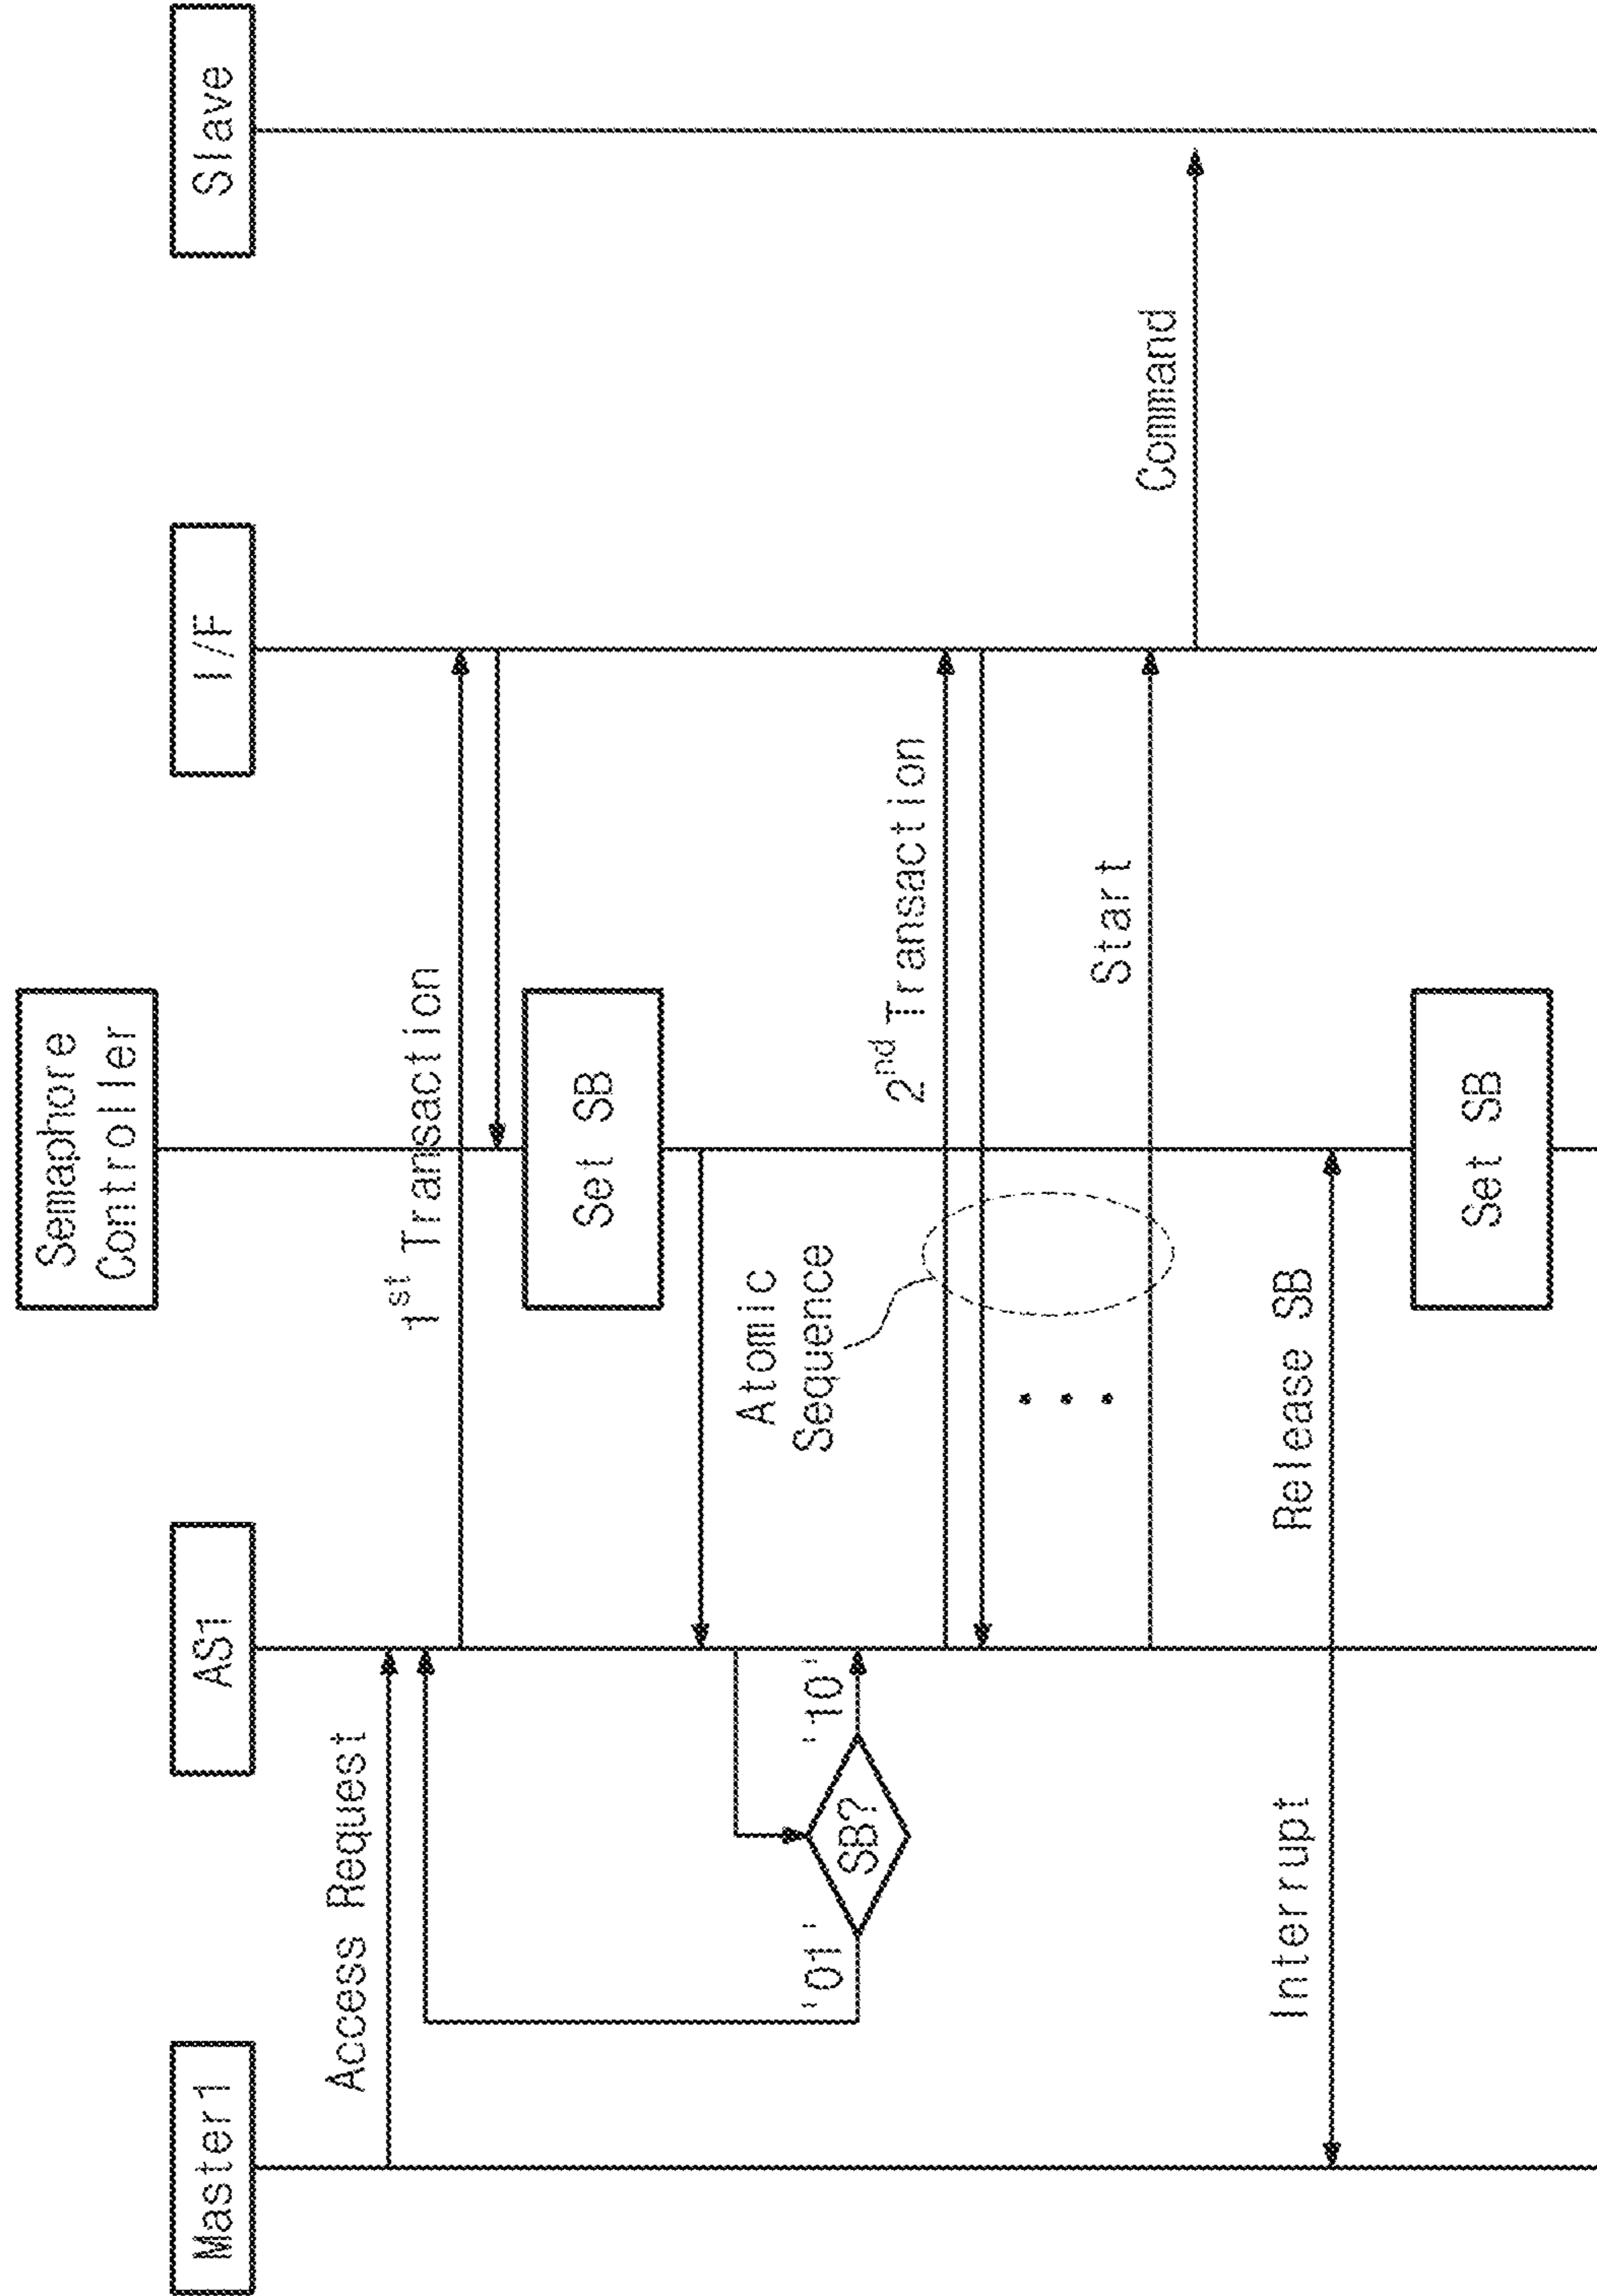 Master1
AS1
Semaphore
Controller
I/F
Slave
Access Request
1st Transaction
Set SB
Atomic
Sequence
'01'
SB?
'10'
2nd Transaction
Start
Command
Interrupt
Release SB
Set SB